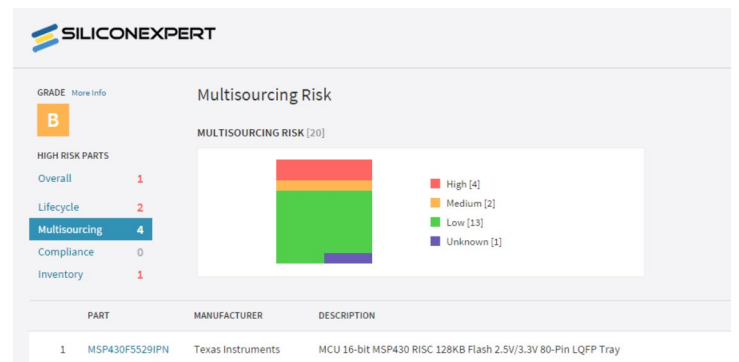 SILICONEXPERT
GRADE More Info
B
HIGH RISK PARTS
Overall 1
Lifecycle 2
Multisourcing 4
Compliance 0
Inventory 1
Multisourcing Risk
MULTISOURCING RISK [20]
High [4]
Medium [2]
Low [13]
Unknown [1]
PART MANUFACTURER DESCRIPTION
1 MSP430F5529IPN Texas Instruments MCU 16-bit MSP430 RISC 128KB Flash 2.5V/3.3V 80-Pin LQFP Tray